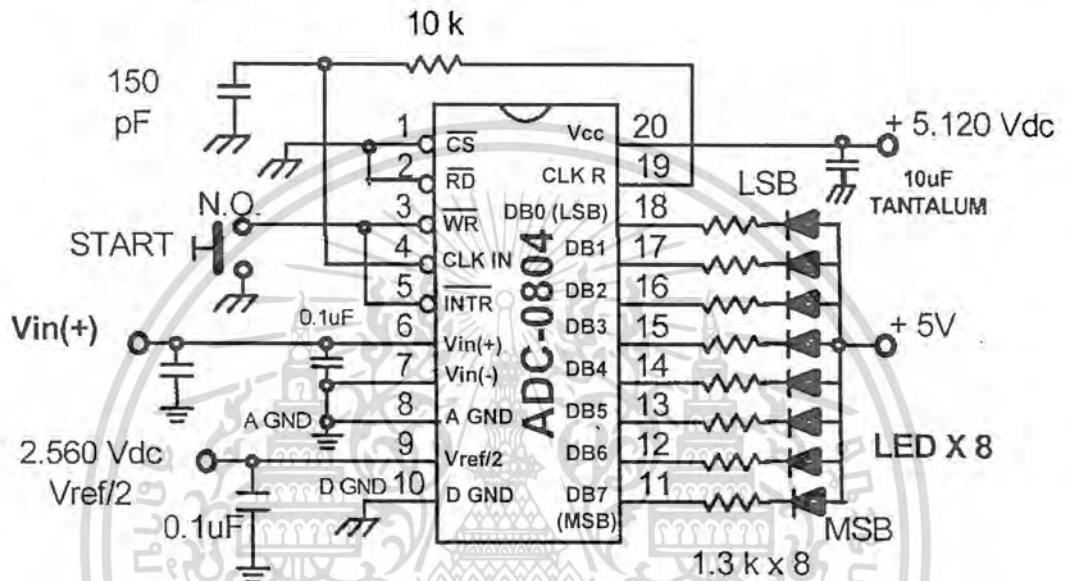 10 k
150
pF
1
2
3
4
5
6
7
8
9
10
CS
RD
WR
CLK IN
INTR
Vin(+)
Vin(-)
A GND
Vref/2
D GND
ADC-0804
Vcc
CLK R
DB0 (LSB)
DB1
DB2
DB3
DB4
DB5
DB6
DB7
(MSB)
20
19
18
17
16
15
14
13
12
11
N.O.
START
0.1uF
Vin(+)
A GND
2.560 Vdc
Vref/2
D GND
0.1uF
+ 5.120 Vdc
10uF
TANTALUM
LSB
+ 5V
LED X 8
MSB
1.3 k x 8